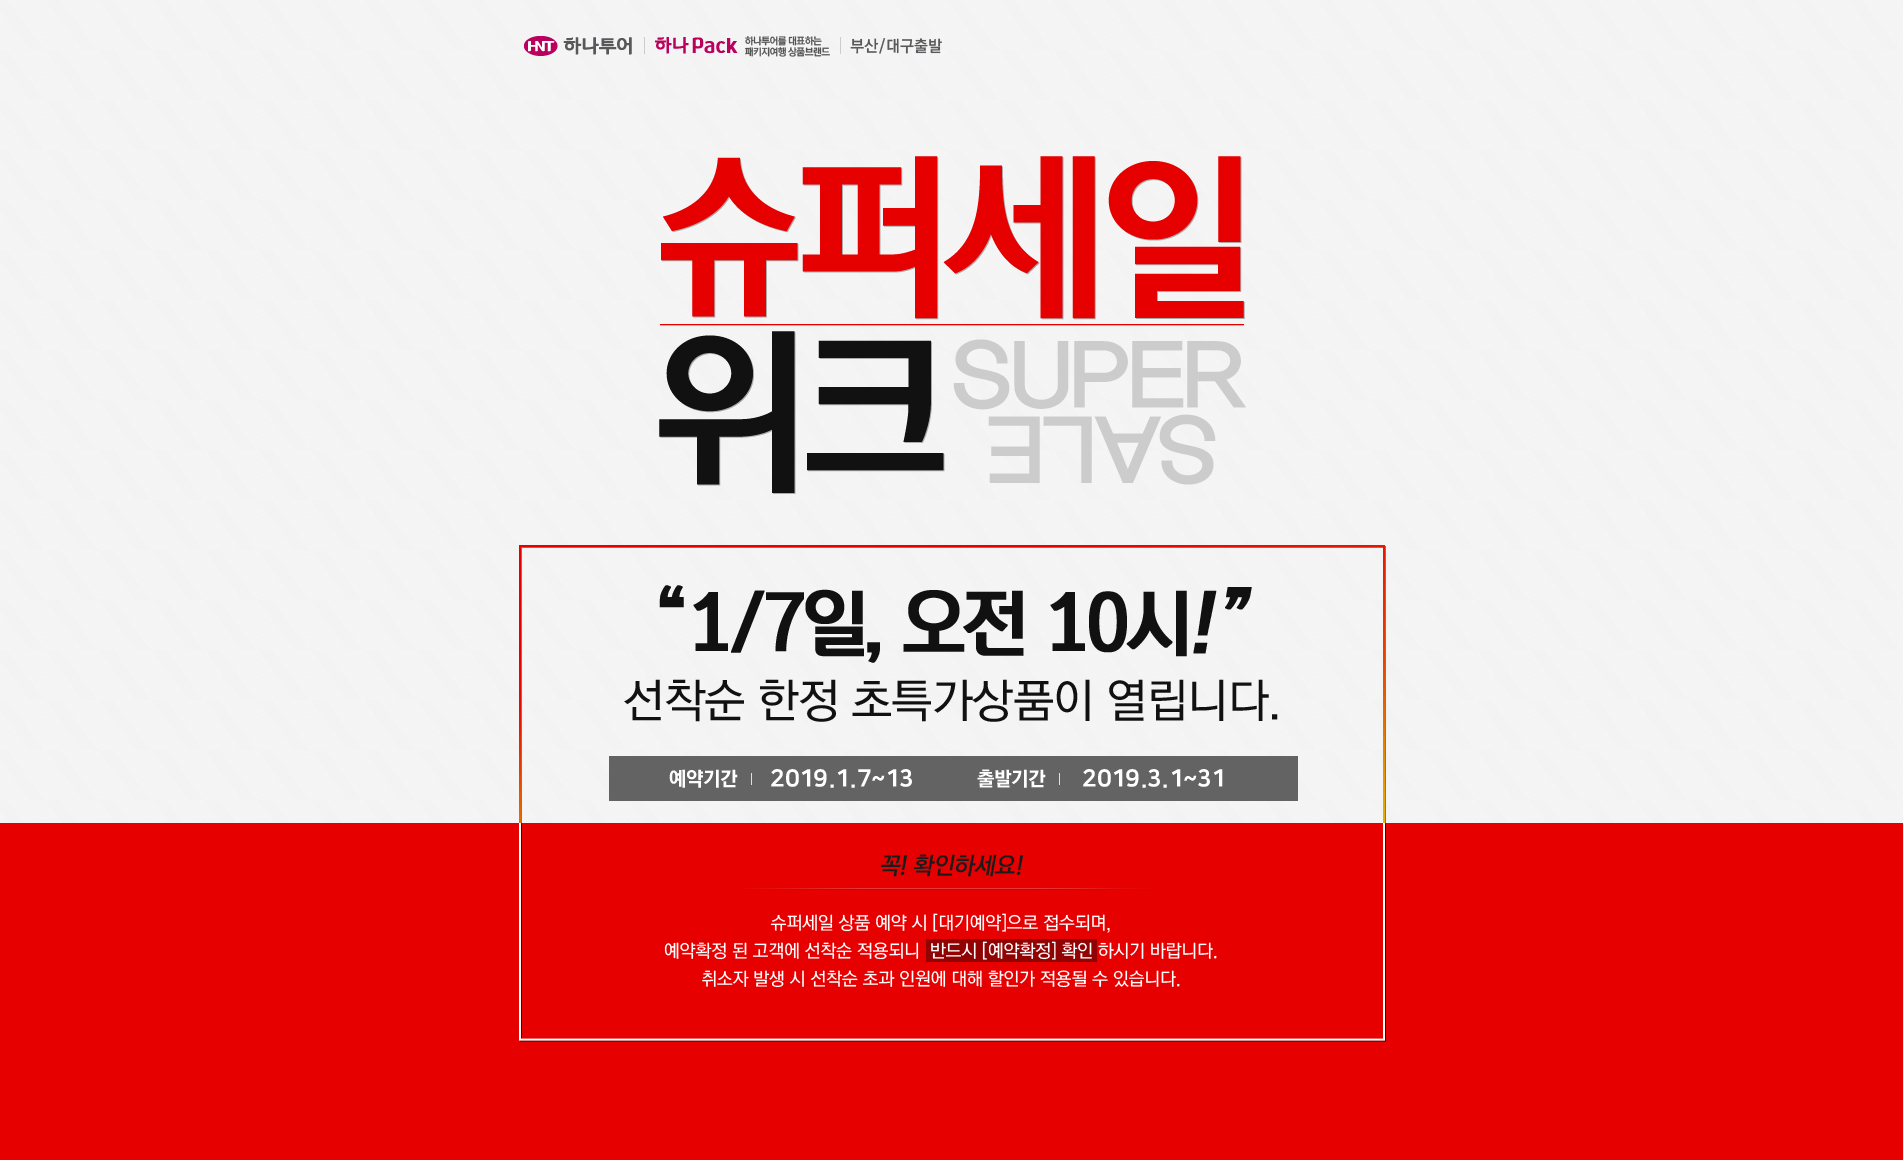 HNT 하나투어 하나 Pack 하나투어를 대표하는 패키지여행 상품브랜드 부산/대구출발
슈퍼세일
위크 SUPER
SALE
“1/7일, 오전 10시!”
선착순 한정 초특가상품이 열립니다.
예약기간 2019.1.7~13 출발기간 2019.3.1~31
꼭! 확인하세요!
슈퍼세일 상품 예약 시 [대기예약]으로 접수되며,
예약확정 된 고객에 선착순 적용되니 반드시 [예약확정] 확인 하시기 바랍니다.
취소자 발생 시 선착순 초과 인원에 대해 할인가 적용될 수 있습니다.